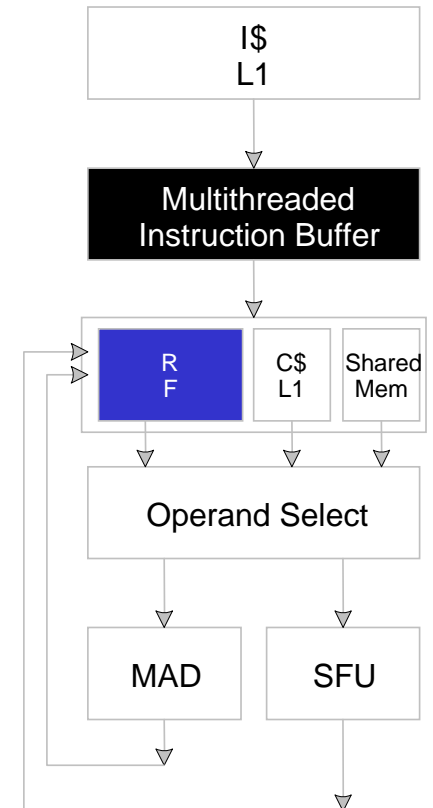 I$
L1
Multithreaded
Instruction Buffer
R
F
C$
L1
Shared
Mem
Operand Select
MAD
SFU